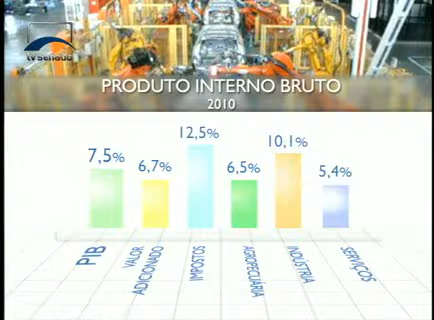 tv senado
PRODUTO INTERNO BRUTO
2010
7,5%
6,7%
12,5%
6,5%
10,1%
5,4%
PIB
VALOR
ADICIONADO
IMPOSTOS
AGROPECUÁRIA
INDÚSTRIA
SERVIÇOS